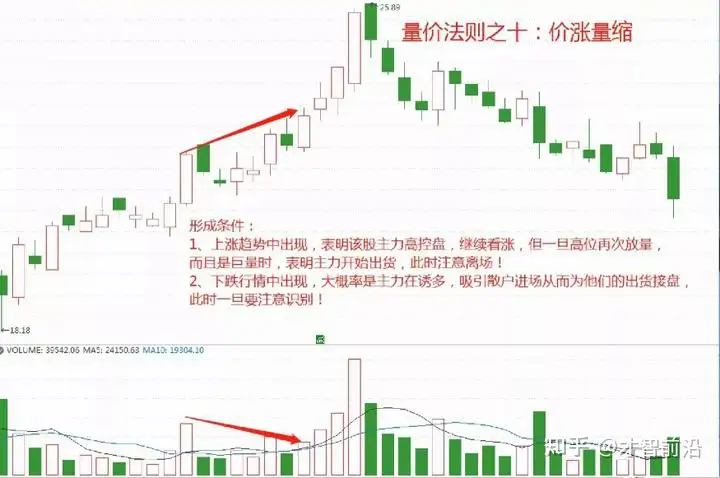 25.89
量价法则之十：价涨量缩
形成条件：
1、上涨趋势中出现，表明该股主力高控盘，继续看涨，但一旦高位再次放量，
而且是巨量时，表明主力开始出货，此时注意离场！
2、下跌行情中出现，大概率是主力在诱多，吸引散户进场从而为他们的出货接盘，
此时一旦要注意识别！
18.18
VOLUME: 39542.06 MA5: 24150.63 MA10: 19304.10
知乎 @才智前沿